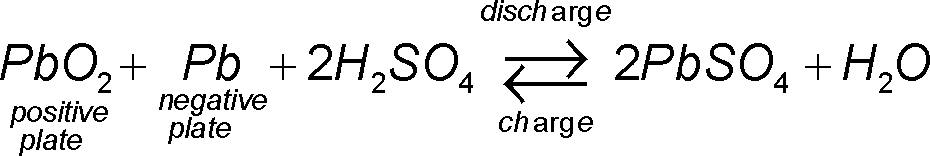 discharge
PbO₂ + Pb + 2H₂SO₄ ⇌ 2PbSO₄ + H₂O
positive plate
negative plate
charge